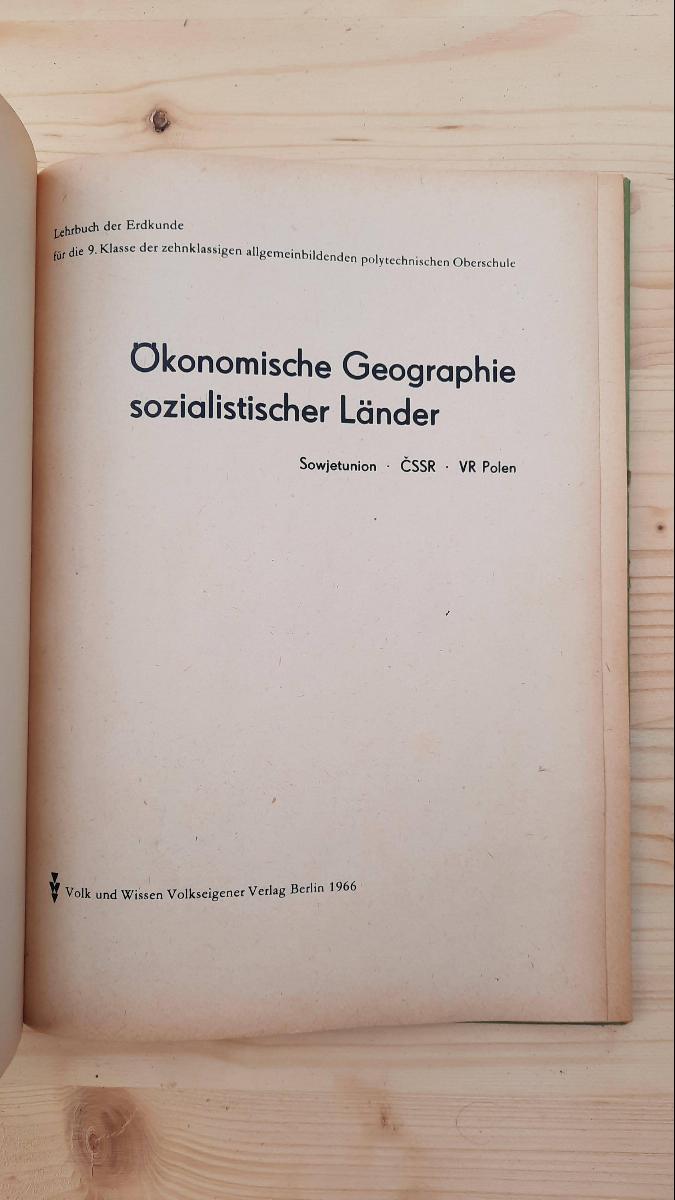 Lehrbuch der Erdkunde
für die 9. Klasse der zehnklassigen allgemeinbildenden polytechnischen Oberschule
Ökonomische Geographie
sozialistischer Länder
Sowjetunion · ČSSR · VR Polen
Volk und Wissen Volkseigener Verlag Berlin 1966